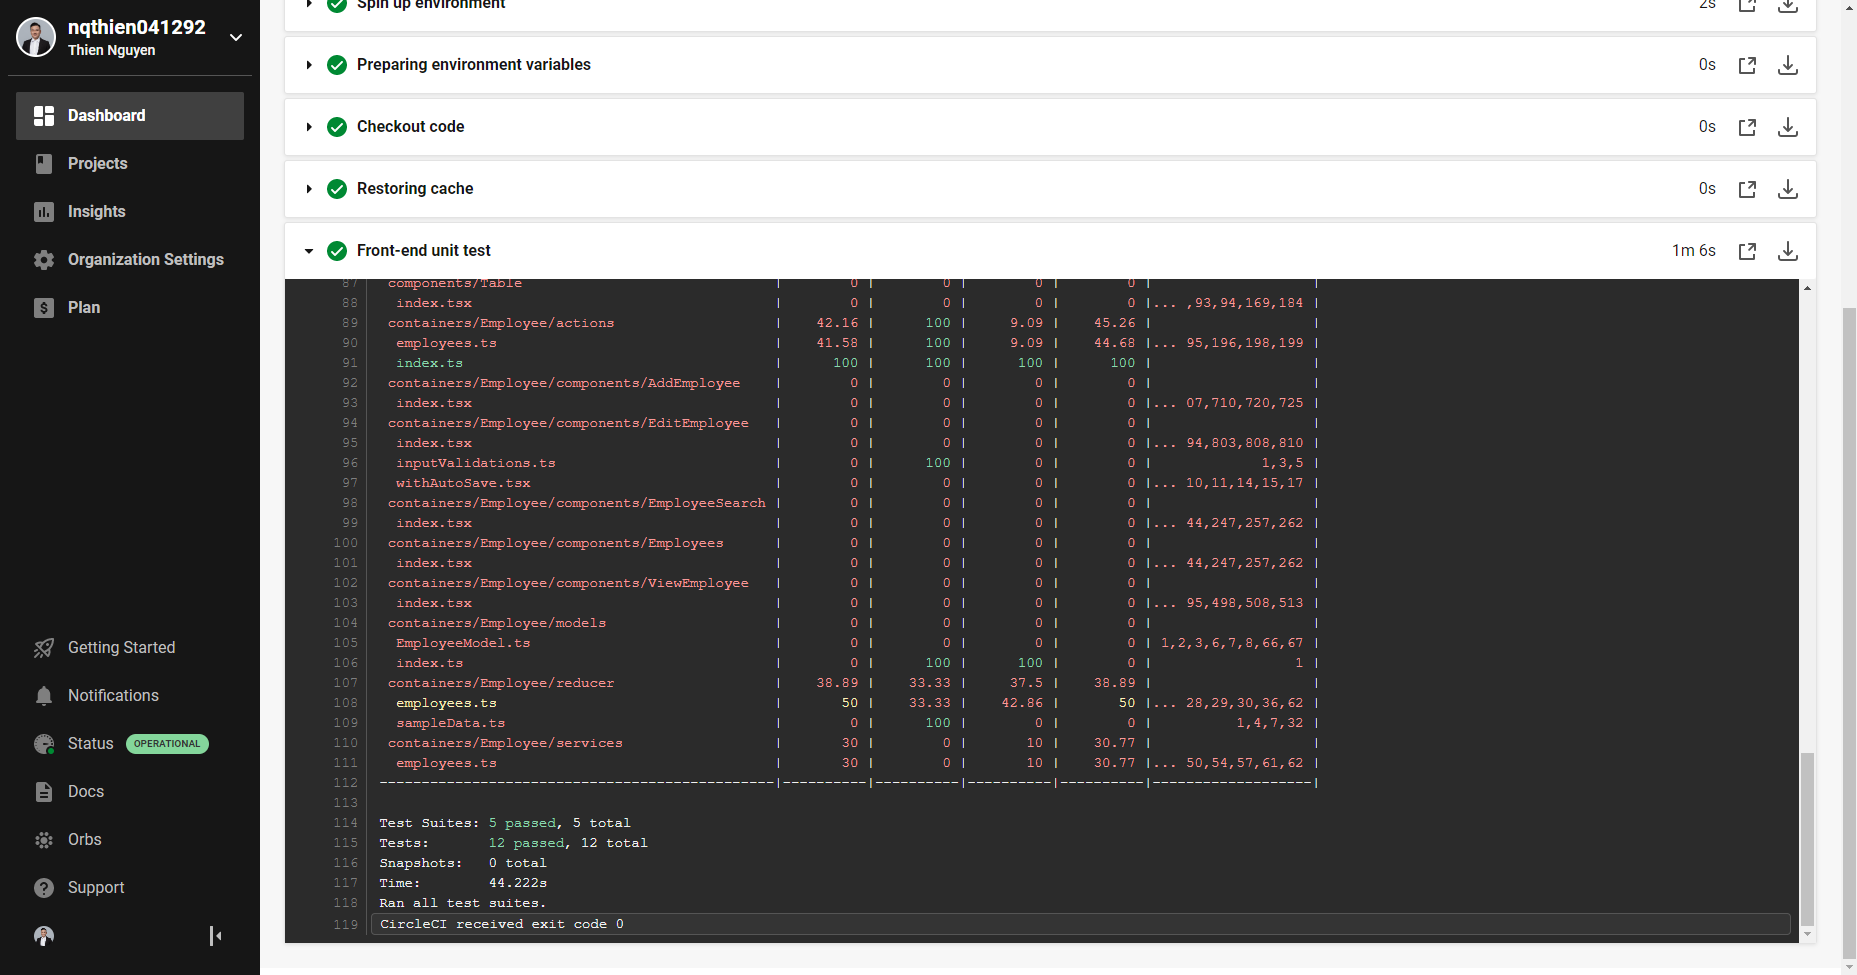 nqthien041292
Thien Nguyen
Dashboard
Projects
Insights
Organization Settings
Plan
Getting Started
Notifications
Status OPERATIONAL
Docs
Orbs
Support
Spin up environment 2s
Preparing environment variables 0s
Checkout code 0s
Restoring cache 0s
Front-end unit test 1m 6s
87 components/Table | 0 | 0 | 0 | 0 | |
88 index.tsx | 0 | 0 | 0 | 0 |... ,93,94,169,184 |
89 containers/Employee/actions | 42.16 | 100 | 9.09 | 45.26 | |
90 employees.ts | 41.58 | 100 | 9.09 | 44.68 |... 95,196,198,199 |
91 index.ts | 100 | 100 | 100 | 100 | |
92 containers/Employee/components/AddEmployee | 0 | 0 | 0 | 0 | |
93 index.tsx | 0 | 0 | 0 | 0 |... 07,710,720,725 |
94 containers/Employee/components/EditEmployee | 0 | 0 | 0 | 0 | |
95 index.tsx | 0 | 0 | 0 | 0 |... 94,803,808,810 |
96 inputValidations.ts | 0 | 100 | 0 | 0 | 1,3,5 |
97 withAutoSave.tsx | 0 | 0 | 0 | 0 |... 10,11,14,15,17 |
98 containers/Employee/components/EmployeeSearch | 0 | 0 | 0 | 0 | |
99 index.tsx | 0 | 0 | 0 | 0 |... 44,247,257,262 |
100 containers/Employee/components/Employees | 0 | 0 | 0 | 0 | |
101 index.tsx | 0 | 0 | 0 | 0 |... 44,247,257,262 |
102 containers/Employee/components/ViewEmployee | 0 | 0 | 0 | 0 | |
103 index.tsx | 0 | 0 | 0 | 0 |... 95,498,508,513 |
104 containers/Employee/models | 0 | 0 | 0 | 0 | |
105 EmployeeModel.ts | 0 | 0 | 0 | 0 | 1,2,3,6,7,8,66,67 |
106 index.ts | 0 | 100 | 100 | 0 | 1 |
107 containers/Employee/reducer | 38.89 | 33.33 | 37.5 | 38.89 | |
108 employees.ts | 50 | 33.33 | 42.86 | 50 |... 28,29,30,36,62 |
109 sampleData.ts | 0 | 100 | 0 | 0 | 1,4,7,32 |
110 containers/Employee/services | 30 | 0 | 10 | 30.77 | |
111 employees.ts | 30 | 0 | 10 | 30.77 |... 50,54,57,61,62 |
112 -----------------------------------------------|----------|----------|----------|----------|-------------------|
113
114 Test Suites: 5 passed, 5 total
115 Tests: 12 passed, 12 total
116 Snapshots: 0 total
117 Time: 44.222s
118 Ran all test suites.
119 CircleCI received exit code 0